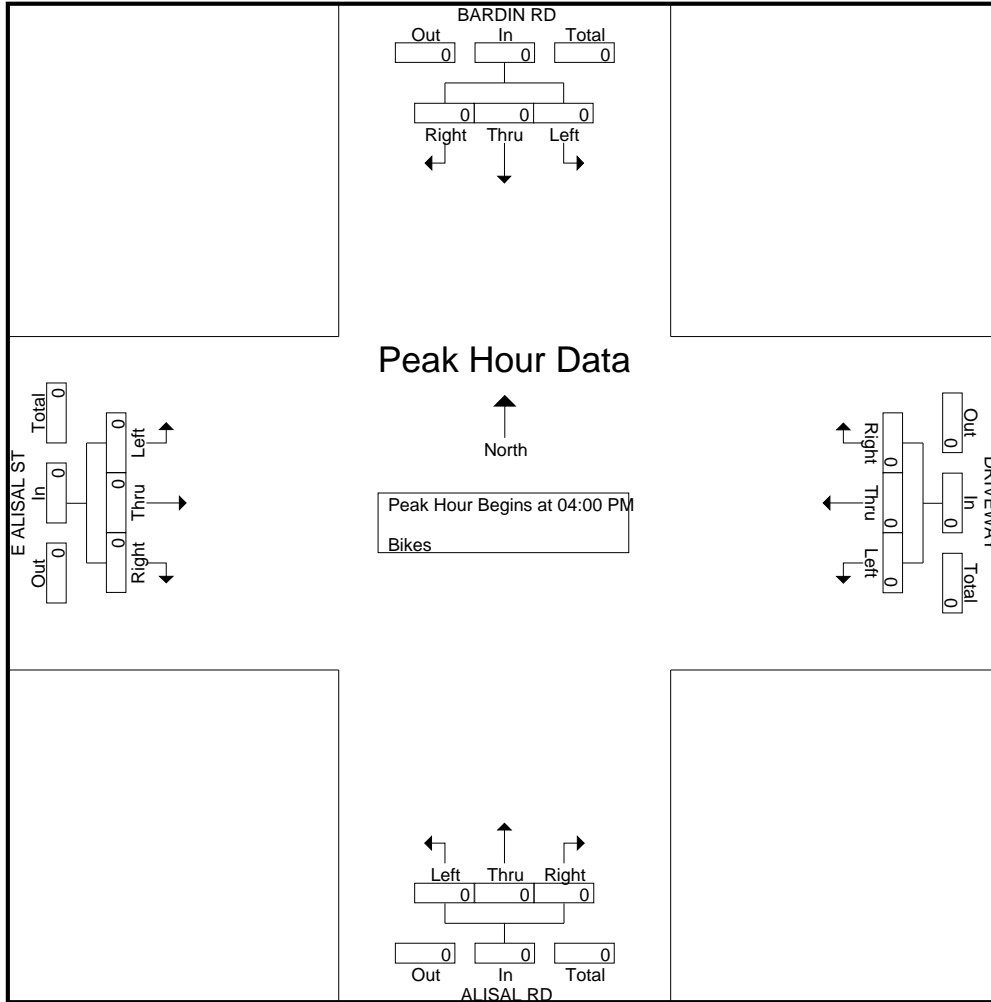 BARDIN RD
Out In Total
0 0 0
0 0 0
Right Thru Left
Peak Hour Data
North
Peak Hour Begins at 04:00 PM
Bikes
E ALISAL ST
Total In Out
0 0 0
0 0 0
Left Thru Right
DRIVEWAY
Out In Total
0 0 0
0 0 0
Right Thru Left
Left Thru Right
0 0 0
0 0 0
Out In Total
ALISAL RD